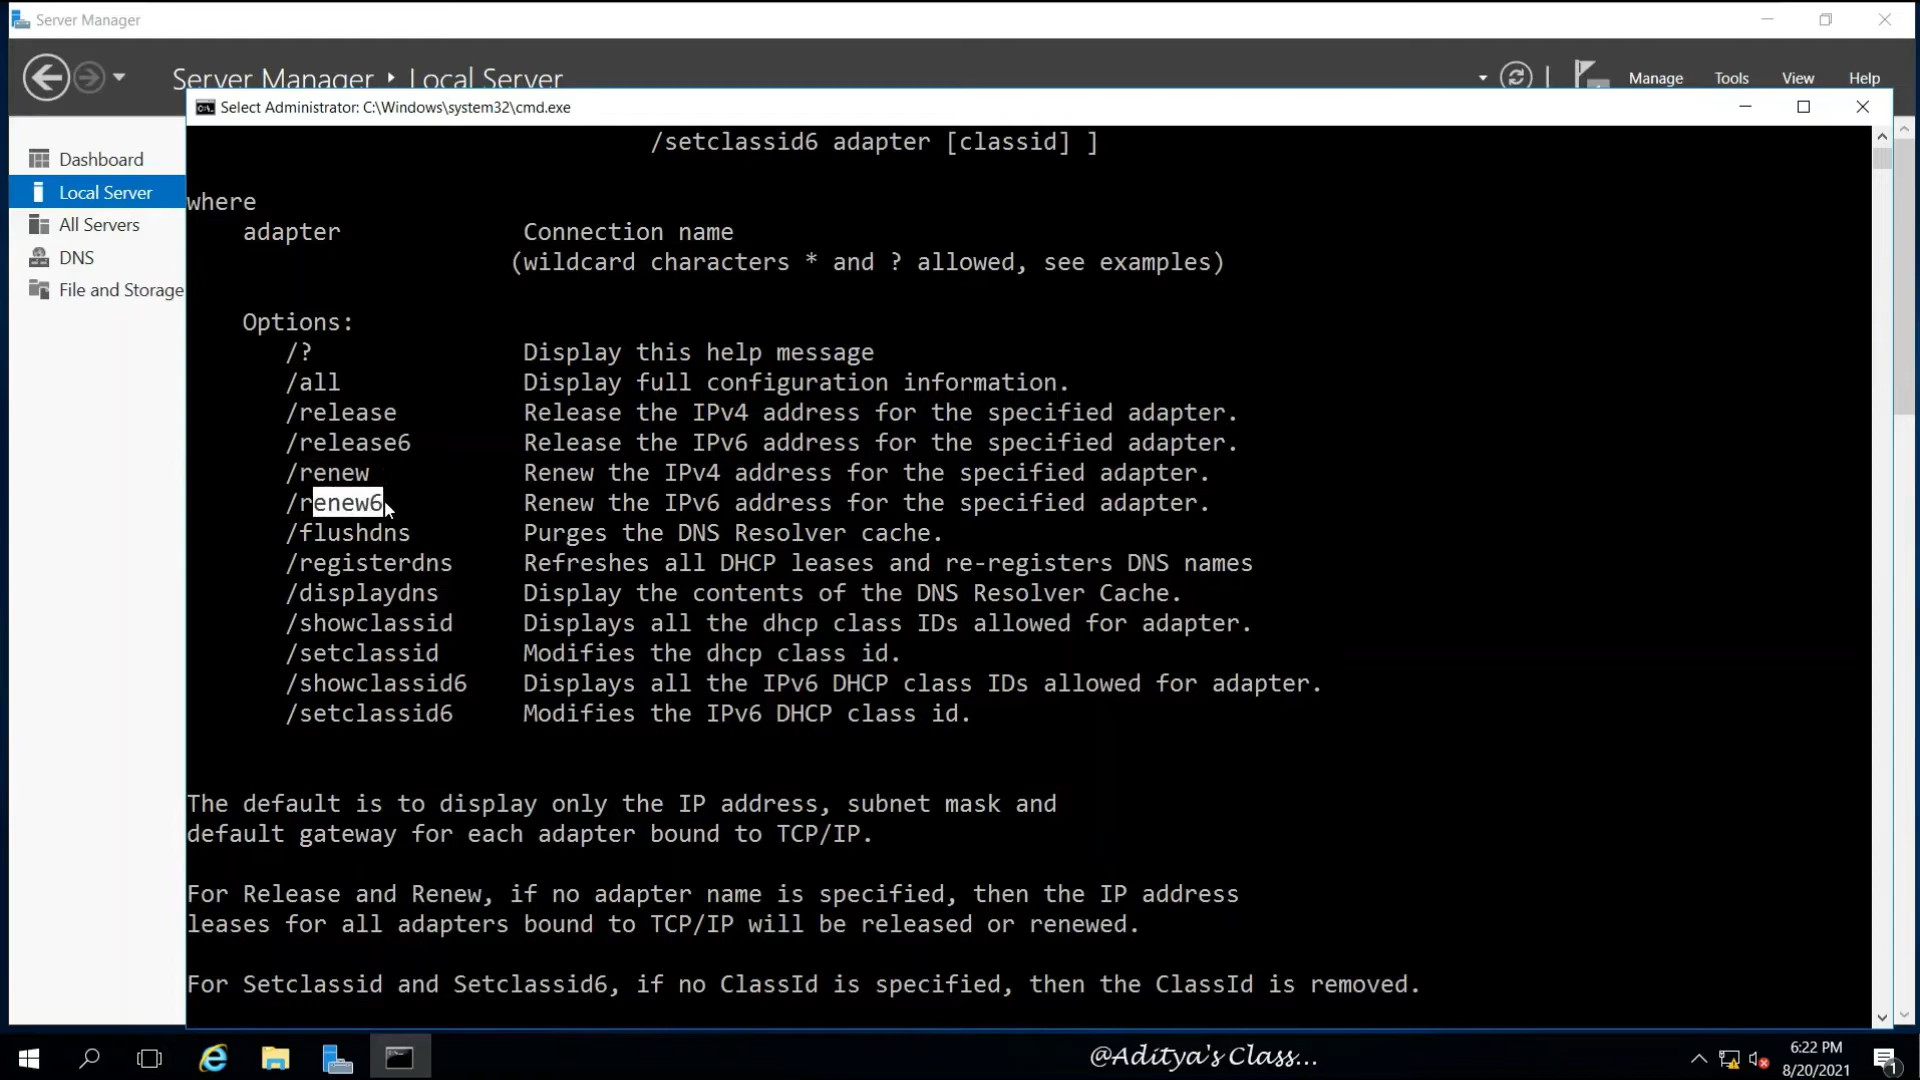 Server Manager
Server Manager ‣ Local Server
Manage Tools View Help
Select Administrator: C:\Windows\system32\cmd.exe
Dashboard
Local Server
All Servers
DNS
File and Storage
/setclassid6 adapter [classid] ]
where
adapter Connection name
(wildcard characters * and ? allowed, see examples)
Options:
/? Display this help message
/all Display full configuration information.
/release Release the IPv4 address for the specified adapter.
/release6 Release the IPv6 address for the specified adapter.
/renew Renew the IPv4 address for the specified adapter.
/renew6 Renew the IPv6 address for the specified adapter.
/flushdns Purges the DNS Resolver cache.
/registerdns Refreshes all DHCP leases and re-registers DNS names
/displaydns Display the contents of the DNS Resolver Cache.
/showclassid Displays all the dhcp class IDs allowed for adapter.
/setclassid Modifies the dhcp class id.
/showclassid6 Displays all the IPv6 DHCP class IDs allowed for adapter.
/setclassid6 Modifies the IPv6 DHCP class id.
The default is to display only the IP address, subnet mask and
default gateway for each adapter bound to TCP/IP.
For Release and Renew, if no adapter name is specified, then the IP address
leases for all adapters bound to TCP/IP will be released or renewed.
For Setclassid and Setclassid6, if no ClassId is specified, then the ClassId is removed.
@Aditya's Class...
6:22 PM
8/20/2021
1